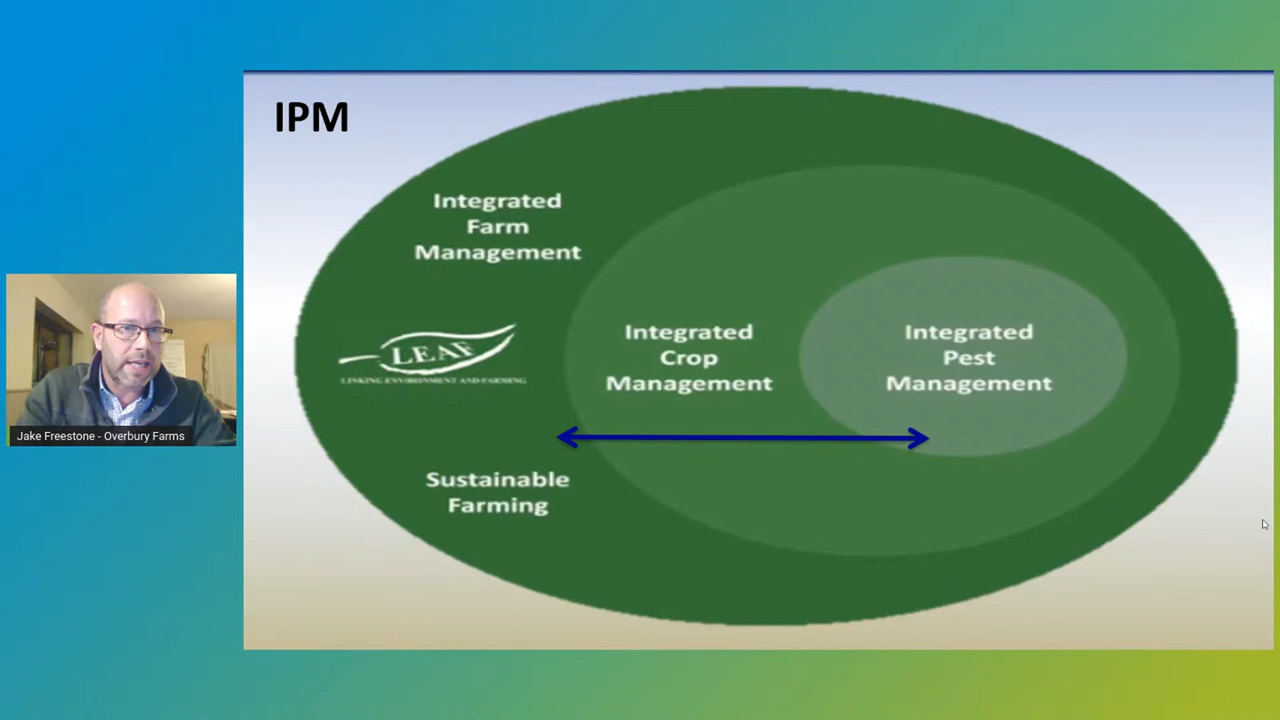 IPM
Integrated
Farm
Management
LEAF
LINKING ENVIRONMENT AND FARMING
Sustainable
Farming
Integrated
Crop
Management
Integrated
Pest
Management
Jake Freestone - Overbury Farms